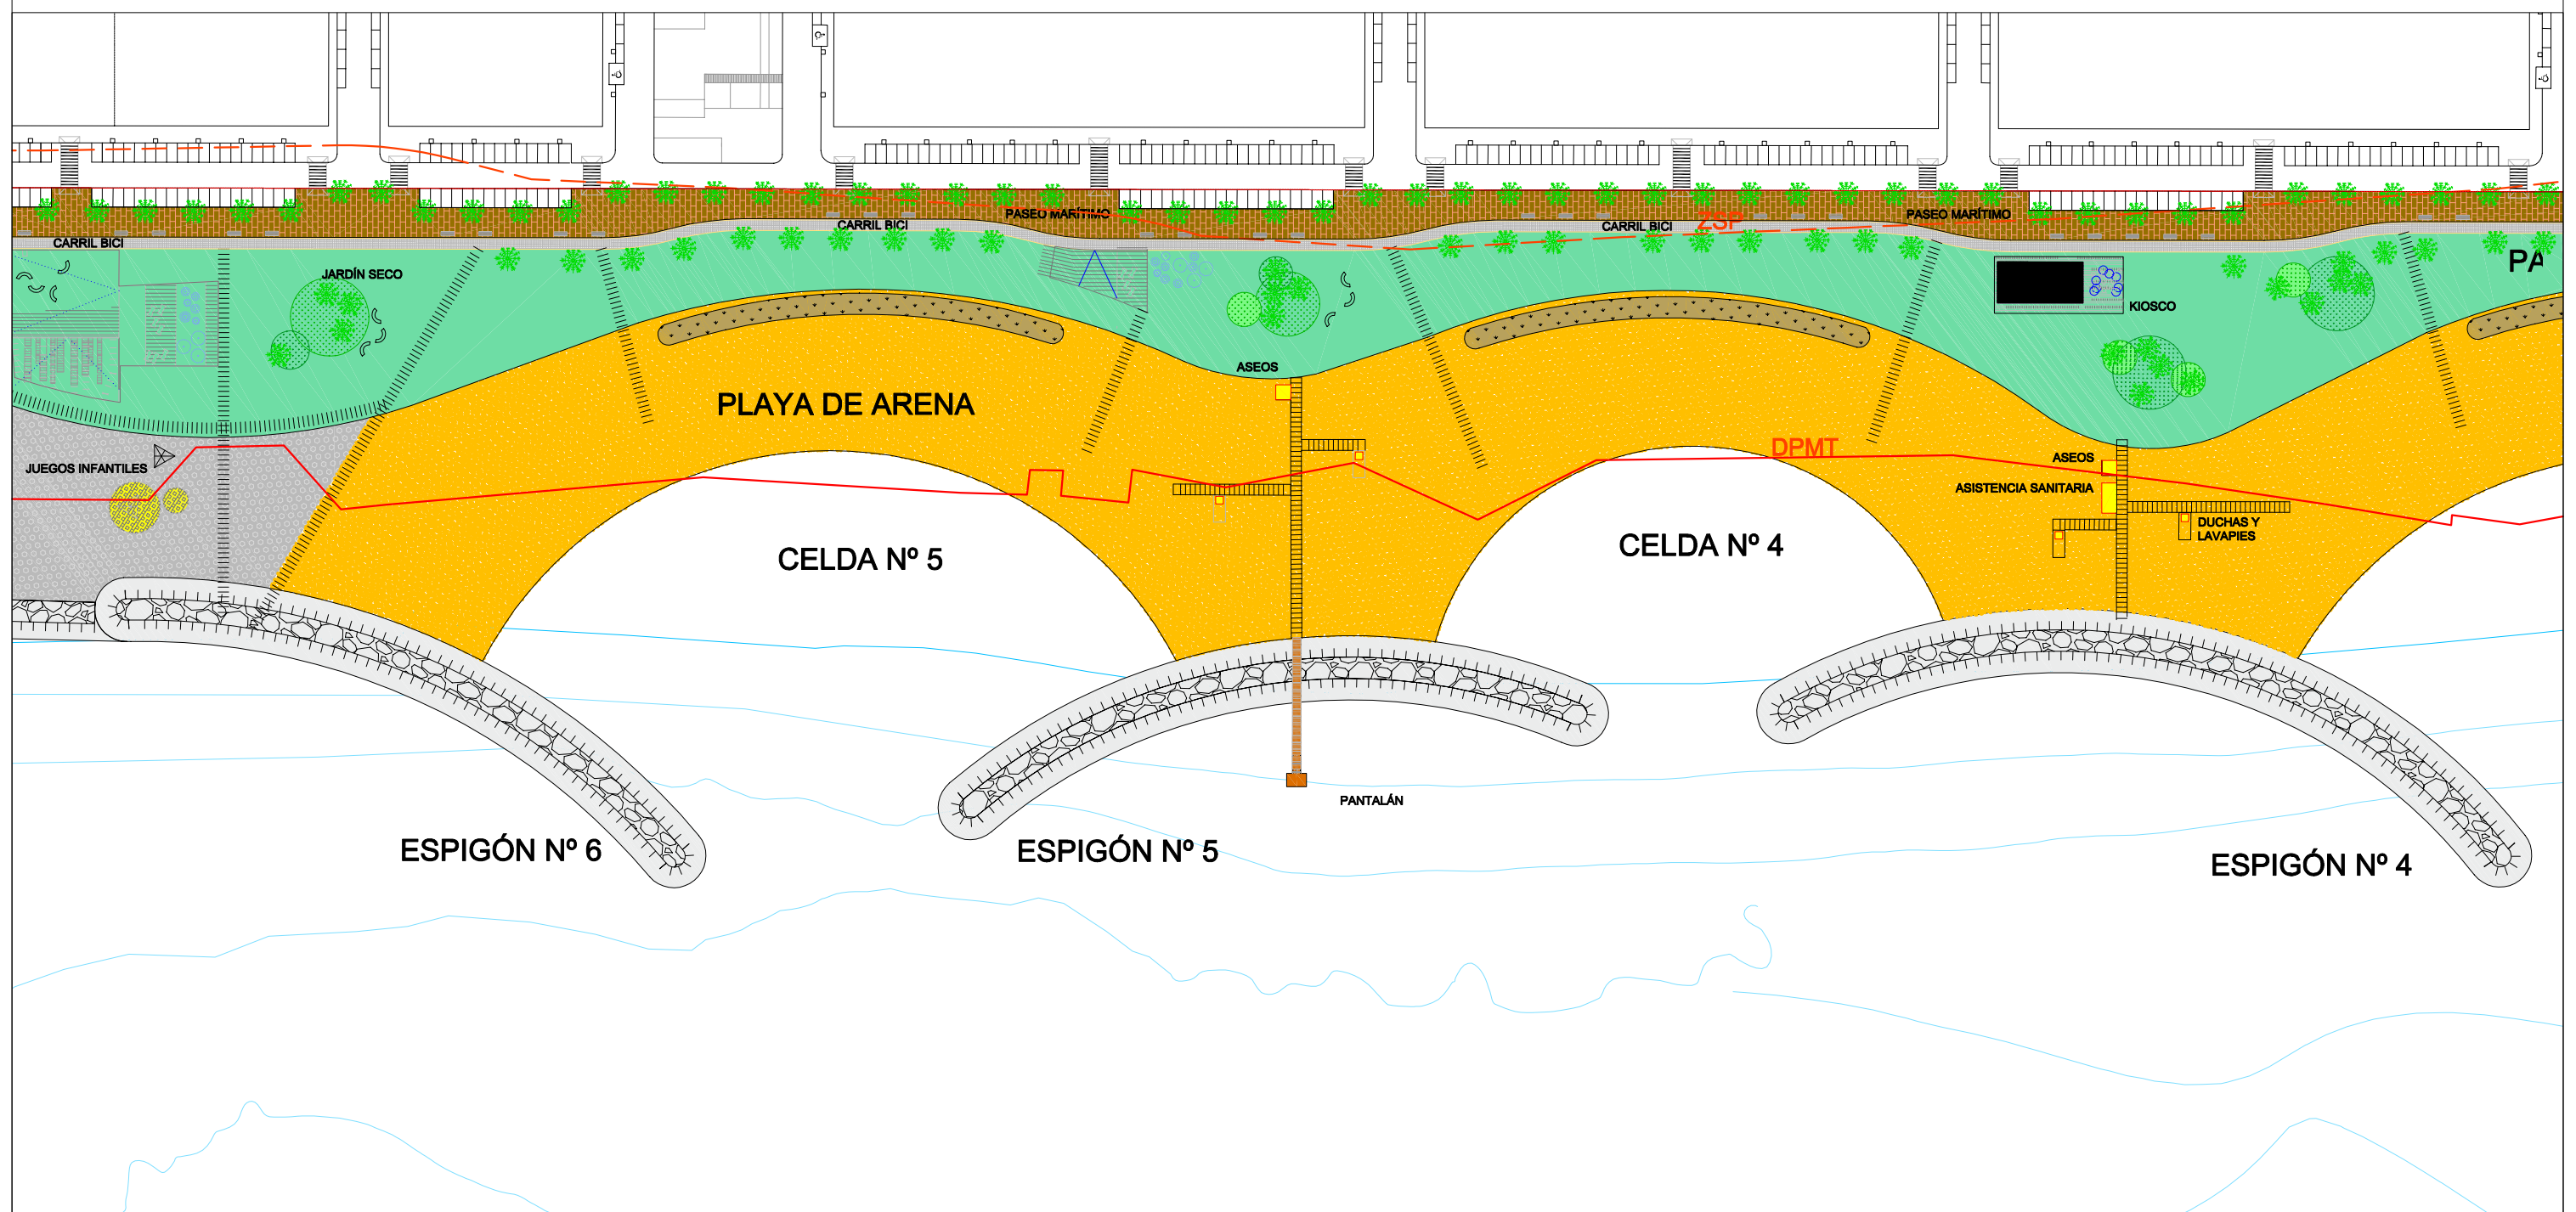 PASEO MARÍTIMO
PASEO MARÍTIMO
CARRIL BICI
CARRIL BICI
CARRIL BICI
ZSP
PA
JARDÍN SECO
KIOSCO
ASEOS
PLAYA DE ARENA
DPMT
JUEGOS INFANTILES
ASEOS
ASISTENCIA SANITARIA
DUCHAS Y
LAVAPIES
CELDA Nº 5
CELDA Nº 4
PANTALÁN
ESPIGÓN Nº 6
ESPIGÓN Nº 5
ESPIGÓN Nº 4